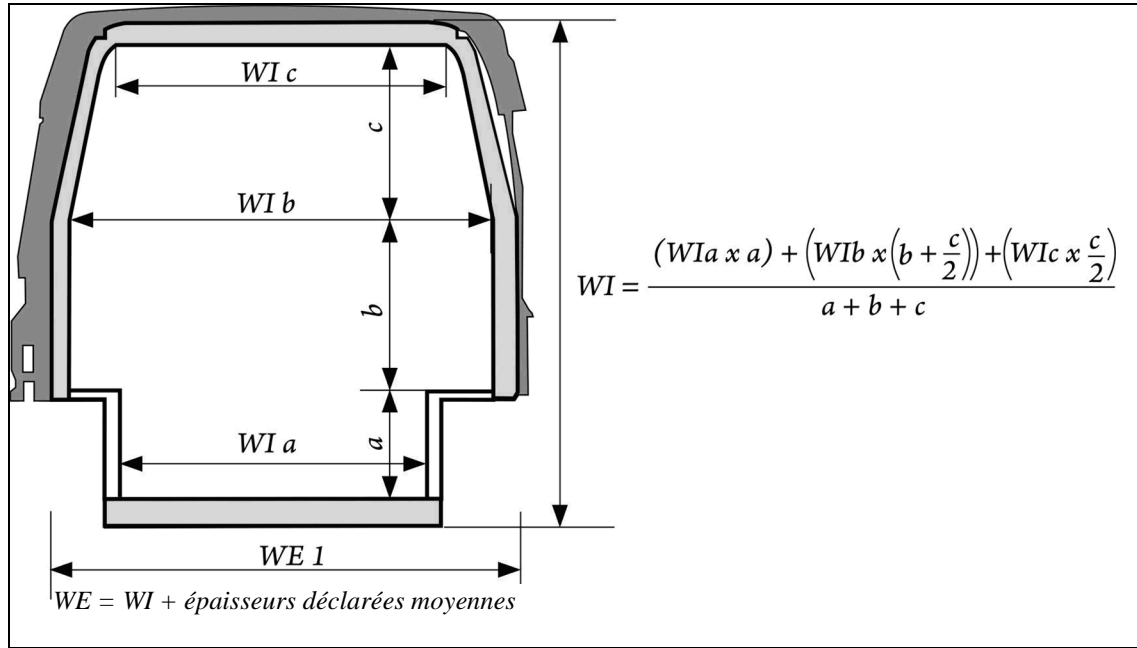 WI c
c
WI b
WI = (WIa x a) + (WIb x (b + c/2)) + (WIc x c/2) / a + b + c
b
WI a
a
WE 1
WE = WI + épaisseurs déclarées moyennes